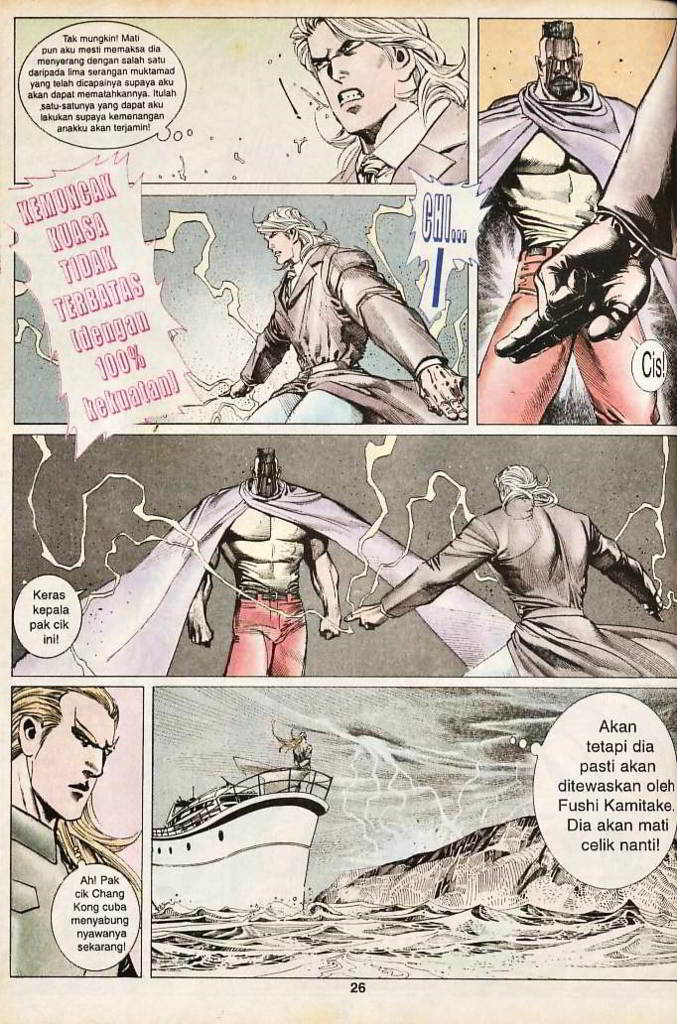 Tak mungkin! Mati
pun aku mesti memaksa dia
menyerang dengan salah satu
daripada lima serangan muktamad
yang telah dicapainya supaya aku
akan dapat mematahkannya. Itulah
satu-satunya yang dapat aku
lakukan supaya kemenangan
anakku akan terjamin!
KEMUNCAK
KUASA
TIDAK
TERBATAS
(dengan
100%
kekuatan)
CHI...
I
Cis!
Keras
kepala
pak cik
ini!
Ah! Pak
cik Chang
Kong cuba
menyabung
nyawanya
sekarang!
Akan
tetapi dia
pasti akan
ditewaskan oleh
Fushi Kamitake.
Dia akan mati
celik nanti!
26